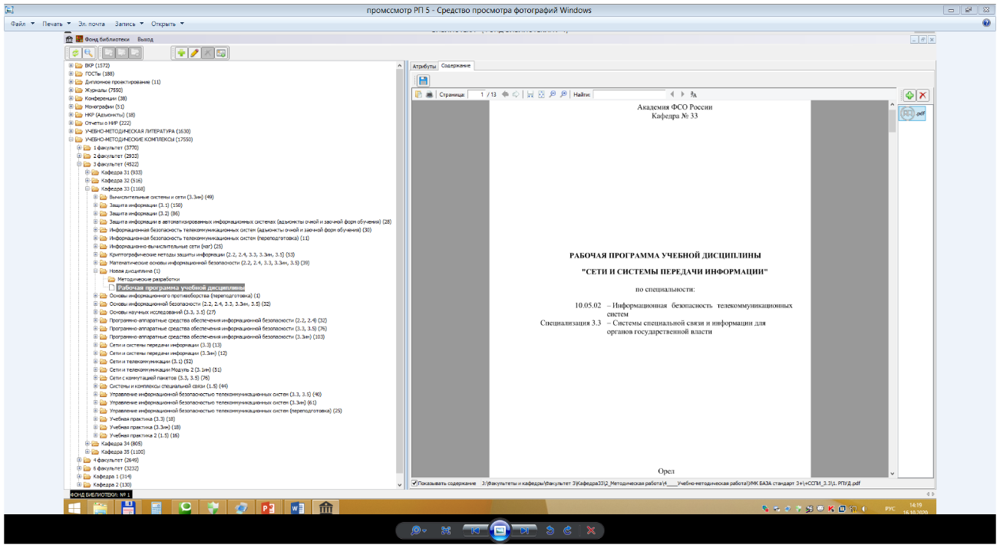 промссмотр РП 5 - Средство просмотра фотографий Windows
Файл Печать Эл. почта Запись Открыть
Фонд библиотеки Выход
ВКР (1572)
ГОСТы (188)
Дипломное проектирование (11)
Журналы (7550)
Конференции (38)
Монографии (51)
НКР (Адъюнкты) (18)
Отчеты о НИР (222)
УЧЕБНО-МЕТОДИЧЕСКАЯ ЛИТЕРАТУРА (1630)
УЧЕБНО-МЕТОДИЧЕСКИЕ КОМПЛЕКСЫ (17550)
1 факультет (3770)
2 факультет (2933)
3 факультет (4522)
Кафедра 31 (933)
Кафедра 32 (516)
Кафедра 33 (1168)
Вычислительные системы и сети (3.3ин) (49)
Защита информации (3.1) (150)
Защита информации (3.2) (86)
Защита информации в автоматизированных информационных системах (адъюнкты очной и заочной форм обучения) (28)
Информационная безопасность телекоммуникационных систем (адъюнкты очной и заочной форм обучения) (30)
Информационная безопасность телекоммуникационных систем (переподготовка) (11)
Информационно-вычислительные сети (маг) (25)
Криптографические методы защиты информации (2.2, 2.4, 3.3, 3.3ин, 3.5) (53)
Математические основы информационной безопасности (2.2, 2.4, 3.3, 3.3ин, 3.5) (39)
Новая дисциплина (1)
Методические разработки
Рабочая программа учебной дисциплины
Основы информационного противоборства (переподготовка) (1)
Основы информационной безопасности (2.2, 2.4, 3.3, 3.3ин, 3.5) (32)
Основы научных исследований (3.3, 3.5) (27)
Программно-аппаратные средства обеспечения информационной безопасности (2.2, 2.4) (32)
Программно-аппаратные средства обеспечения информационной безопасности (3.3, 3.5) (76)
Программно-аппаратные средства обеспечения информационной безопасности (3.3ин) (103)
Сети и системы передачи информации (3.3) (13)
Сети и системы передачи информации (3.3ин) (12)
Сети и телекоммуникации (3.1) (52)
Сети и телекоммуникации Модуль 2 (3.1ин) (51)
Сети с коммутацией пакетов (3.3, 3.5) (76)
Системы и комплексы специальной связи (1.5) (44)
Управление информационной безопасностью телекоммуникационных систем (3.3, 3.5) (40)
Управление информационной безопасностью телекоммуникационных систем (3.3ин) (61)
Управление информационной безопасностью телекоммуникационных систем (переподготовка) (25)
Учебная практика (3.3) (18)
Учебная практика (3.3ин) (18)
Учебная практика 2 (1.5) (16)
Кафедра 34 (805)
Кафедра 35 (1100)
4 факультет (2649)
6 факультет (3232)
Кафедра 1 (314)
Кафедра 2 (130)
ФОНД БИБЛИОТЕКИ: № 1
Атрибуты Содержание
Страница: 1 / 13 Найти:
.pdf
Академия ФСО России
Кафедра № 33
РАБОЧАЯ ПРОГРАММА УЧЕБНОЙ ДИСЦИПЛИНЫ
"СЕТИ И СИСТЕМЫ ПЕРЕДАЧИ ИНФОРМАЦИИ"
по специальности:
10.05.02 – Информационная безопасность телекоммуникационных
систем
Специализация 3.3 – Системы специальной связи и информации для
органов государственной власти
Орел
Показывать содержание J:\Факультеты и кафедры\Факультет 3\Кафедра33\2_Методическая работа\4____Учебно-методическая работа\УМК БАЗА стандарт 3+\+ССПИ_3.3\1. РПУД.pdf
РУС 14:19
16.10.2020